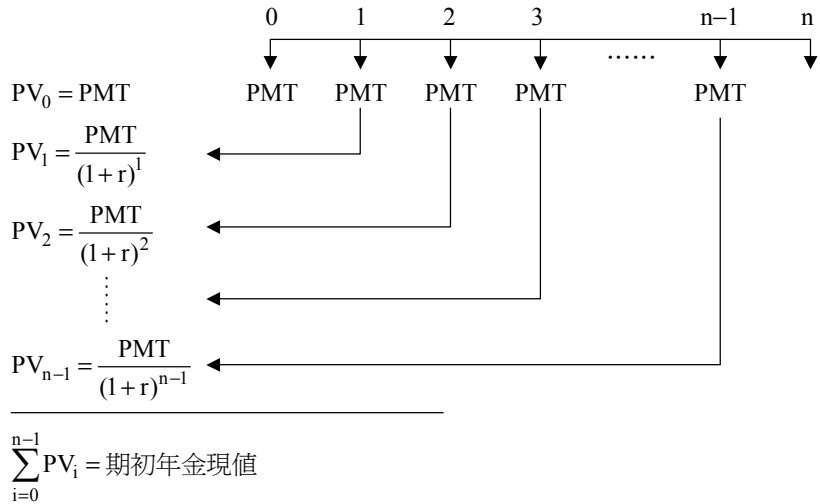 0 1 2 3 n−1 n
……
PV₀ = PMT PMT PMT PMT PMT PMT
PV₁ = PMT / (1 + r)¹
PV₂ = PMT / (1 + r)²
⋮
PVₙ₋₁ = PMT / (1 + r)ⁿ⁻¹
∑ᵢ₌₀ⁿ⁻¹ PVᵢ = 期初年金現值